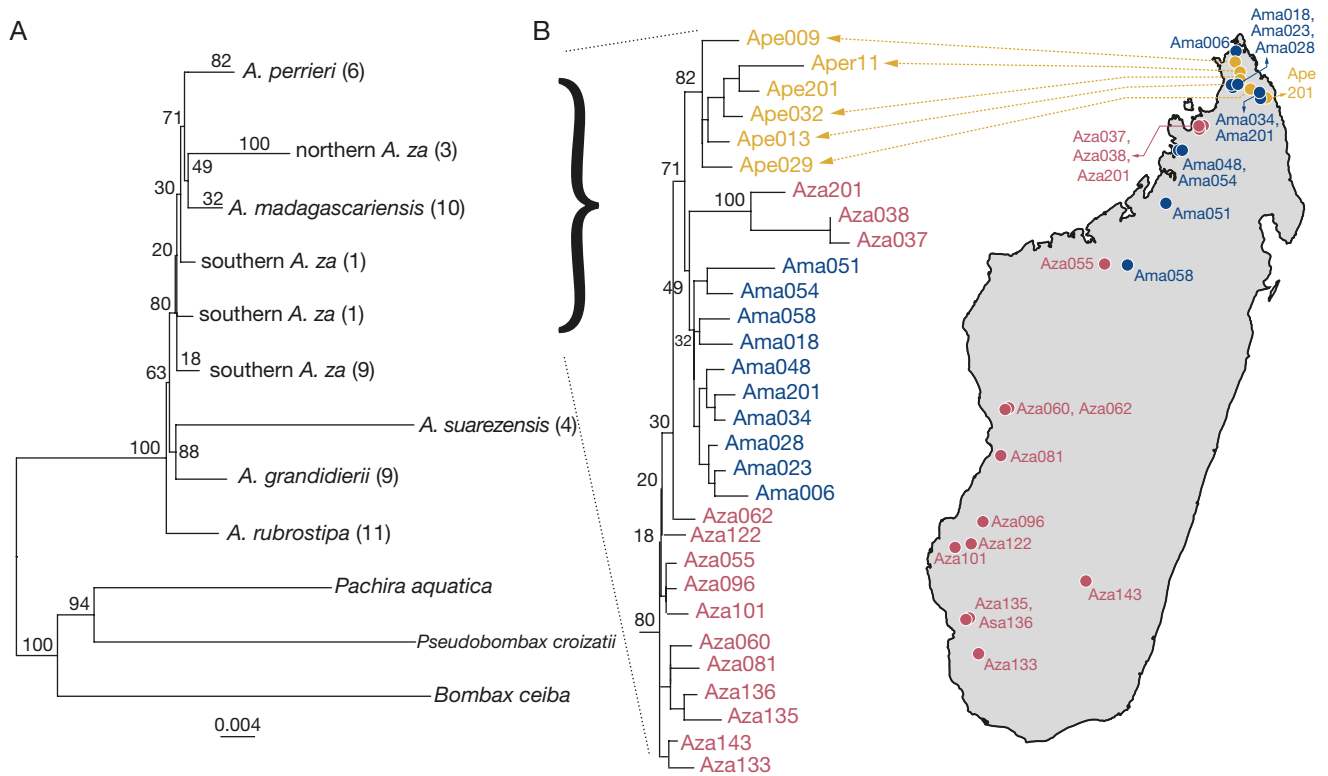 A
82
A. perrieri (6)
71
100
northern A. za (3)
49
32
A. madagascariensis (10)
30
20
southern A. za (1)
80
southern A. za (1)
18
southern A. za (9)
63
A. suarezensis (4)
100
88
A. grandidierii (9)
A. rubrostipa (11)
Pachira aquatica
94
Pseudobombax croizatii
100
Bombax ceiba
0.004
B
Ape009
82
Aper11
Ape201
Ape032
Ape013
Ape029
71
Aza201
100
Aza038
Aza037
Ama051
49
Ama054
Ama058
32
Ama018
Ama048
Ama201
Ama034
30
Ama028
Ama023
Ama006
20
Aza062
18
Aza122
Aza055
Aza096
Aza101
80
Aza060
Aza081
Aza136
Aza135
Aza143
Aza133
Ama018,
Ama023,
Ama028
Ama006
Ape
201
Ama034,
Ama201
Aza037,
Aza038,
Aza201
Ama048,
Ama054
Ama051
Aza055
Ama058
Aza060, Aza062
Aza081
Aza096
Aza122
Aza101
Aza143
Aza135,
Asa136
Aza133